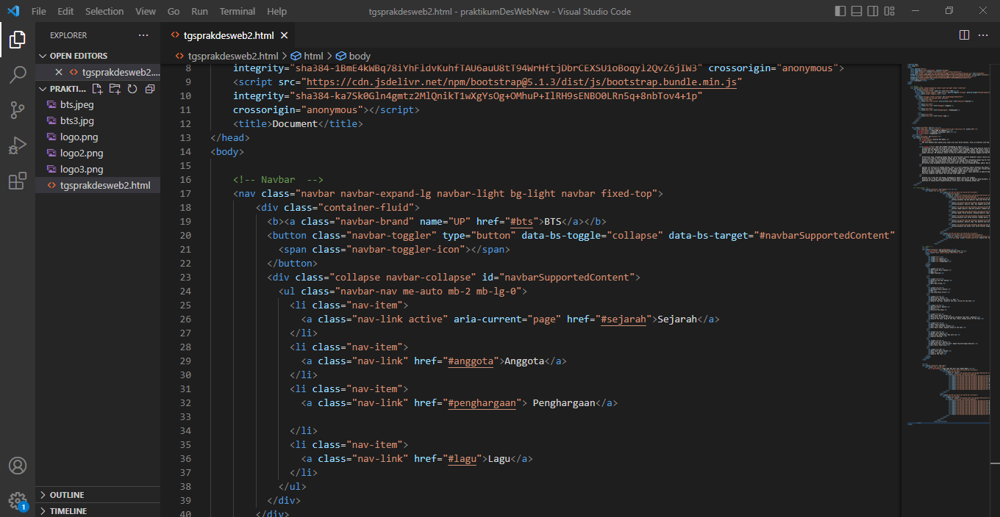 File Edit Selection View Go Run Terminal Help
tgsprakdesweb2.html - praktikumDesWebNew - Visual Studio Code
EXPLORER
OPEN EDITORS
tgsprakdesweb2....
PRAKTI...
bts.jpeg
bts3.jpg
logo.png
logo2.png
logo3.png
tgsprakdesweb2.html
OUTLINE
TIMELINE
1
tgsprakdesweb2.html
tgsprakdesweb2.html > html > body
8 integrity="sha384-1BmE4kWBq78iYhFldvKuhfTAU6auU8tT94WrHftjDbrCEXSU1oBoqyl2QvZ6jIW3" crossorigin="anonymous">
9 <script src="https://cdn.jsdelivr.net/npm/bootstrap@5.1.3/dist/js/bootstrap.bundle.min.js"
10 integrity="sha384-ka7Sk0Gln4gmtz2MlQnikT1wXgYsOg+OMhuP+IlRH9sENBO0LRn5q+8nbTov4+1p"
11 crossorigin="anonymous"></script>
12 <title>Document</title>
13 </head>
14 <body>
15
16 <!-- Navbar  -->
17 <nav class="navbar navbar-expand-lg navbar-light bg-light navbar fixed-top">
18 <div class="container-fluid">
19 <b><a class="navbar-brand" name="UP" href="#bts">BTS</a></b>
20 <button class="navbar-toggler" type="button" data-bs-toggle="collapse" data-bs-target="#navbarSupportedContent"
21 <span class="navbar-toggler-icon"></span>
22 </button>
23 <div class="collapse navbar-collapse" id="navbarSupportedContent">
24 <ul class="navbar-nav me-auto mb-2 mb-lg-0">
25 <li class="nav-item">
26 <a class="nav-link active" aria-current="page" href="#sejarah">Sejarah</a>
27 </li>
28 <li class="nav-item">
29 <a class="nav-link" href="#anggota">Anggota</a>
30 </li>
31 <li class="nav-item">
32 <a class="nav-link" href="#penghargaan"> Penghargaan</a>
33
34 </li>
35 <li class="nav-item">
36 <a class="nav-link" href="#lagu">Lagu</a>
37 </li>
38 </ul>
39 </div>
40 </div>